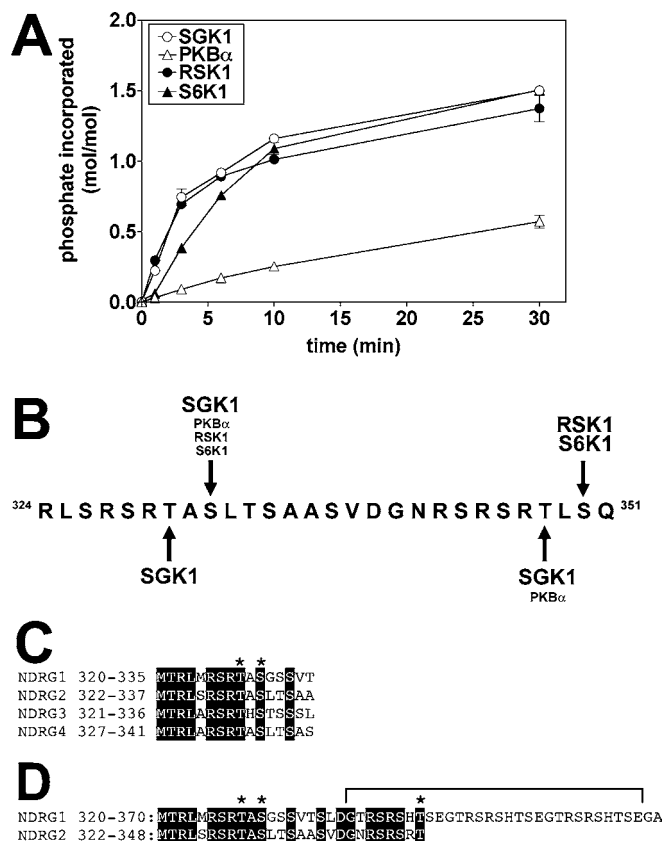 A
SGK1
PKBα
RSK1
S6K1
phosphate incorporated
(mol/mol)
2.0
1.5
1.0
0.5
0.0
0 5 10 15 20 25 30
time (min)
B
SGK1
PKBα
RSK1
S6K1
RSK1
S6K1
324 R L S R S R T A S L T S A A S V D G N R S R S R T L S Q 351
SGK1
SGK1
PKBα
C
* *
NDRG1 320-335 MTRLMRSRTASGSSVT
NDRG2 322-337 MTRLSRSRTASLTSAA
NDRG3 321-336 MTRLARSRTHSTSSSL
NDRG4 327-341 MTRLARSRTASLTSAS
D
* * *
NDRG1 320-370: MTRLMRSRTASGSSVTSLDGTRSRSHTSEGTRSRSHTSEGTRSRSHTSEGA
NDRG2 322-348: MTRLSRSRTASLTSAASVDGNRSRSRT